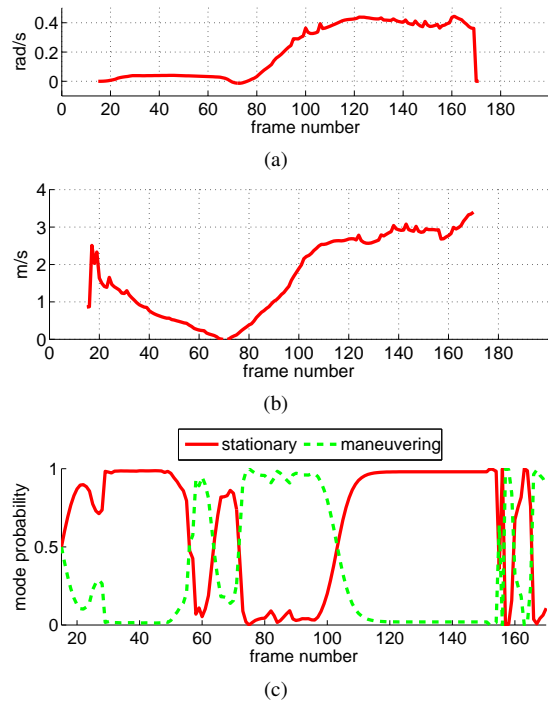 0.4
0.2
0
rad/s
0 20 40 60 80 100 120 140 160 180
frame number
(a)
4
3
2
1
0
m/s
0 20 40 60 80 100 120 140 160 180
frame number
(b)
stationary maneuvering
1
0.5
0
mode probability
20 40 60 80 100 120 140 160
frame number
(c)